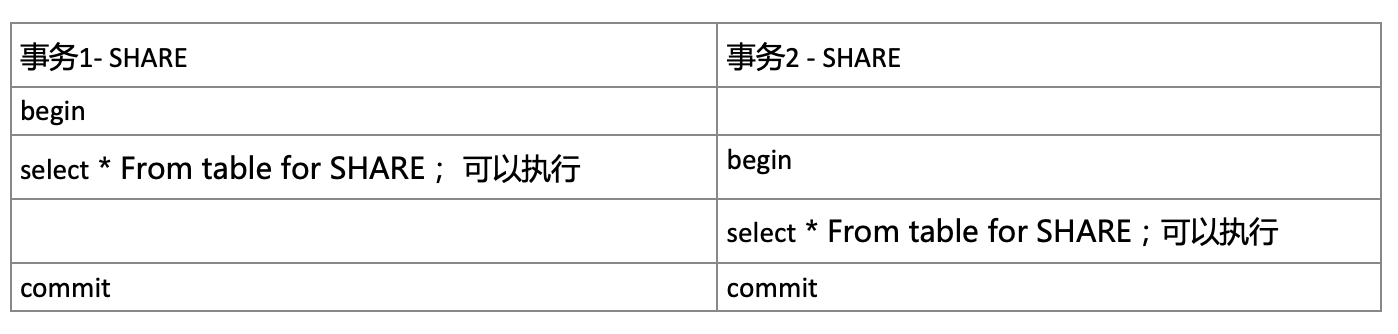 事务1- SHARE
事务2 - SHARE
begin
select * From table for SHARE； 可以执行
begin
select * From table for SHARE；可以执行
commit
commit